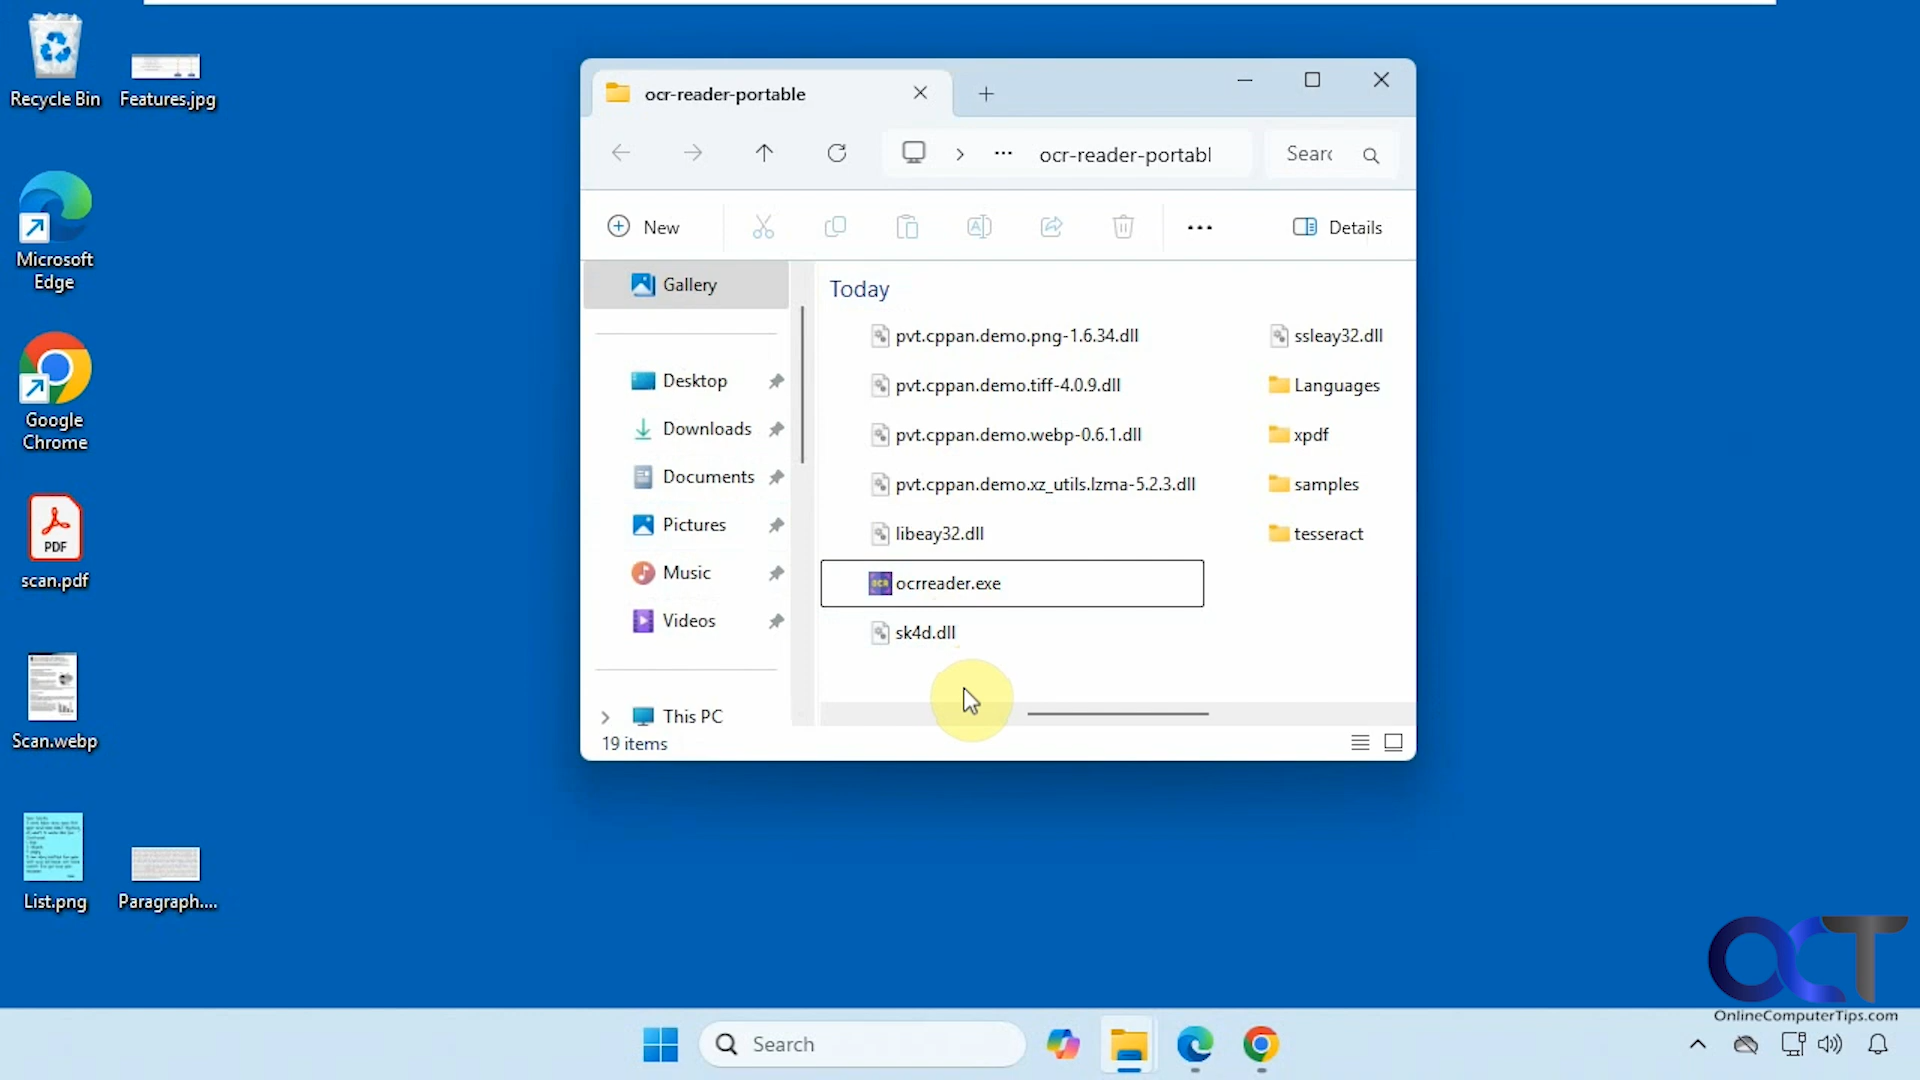 Recycle Bin
Features.jpg
Microsoft
Edge
Google
Chrome
PDF
scan.pdf
Scan.webp
List.png
Paragraph....
ocr-reader-portable
ocr-reader-portabl
Searc
New
Details
Gallery
Desktop
Downloads
Documents
Pictures
Music
Videos
This PC
Today
pvt.cppan.demo.png-1.6.34.dll
pvt.cppan.demo.tiff-4.0.9.dll
pvt.cppan.demo.webp-0.6.1.dll
pvt.cppan.demo.xz_utils.lzma-5.2.3.dll
libeay32.dll
OCR
ocrreader.exe
sk4d.dll
ssleay32.dll
Languages
xpdf
samples
tesseract
19 items
OCT
OnlineComputerTips.com
Search